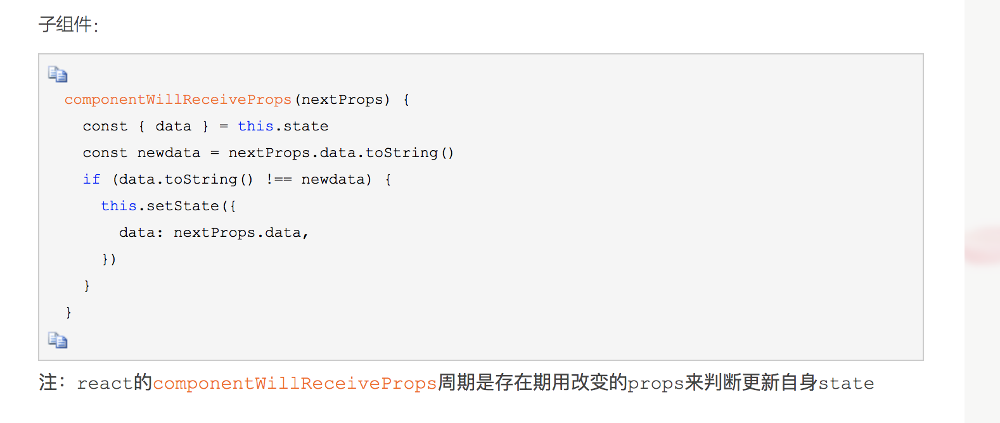 子组件：
componentWillReceiveProps(nextProps) {
const { data } = this.state
const newdata = nextProps.data.toString()
if (data.toString() !== newdata) {
this.setState({
data: nextProps.data,
})
}
}
注：react的componentWillReceiveProps周期是存在期用改变的props来判断更新自身state